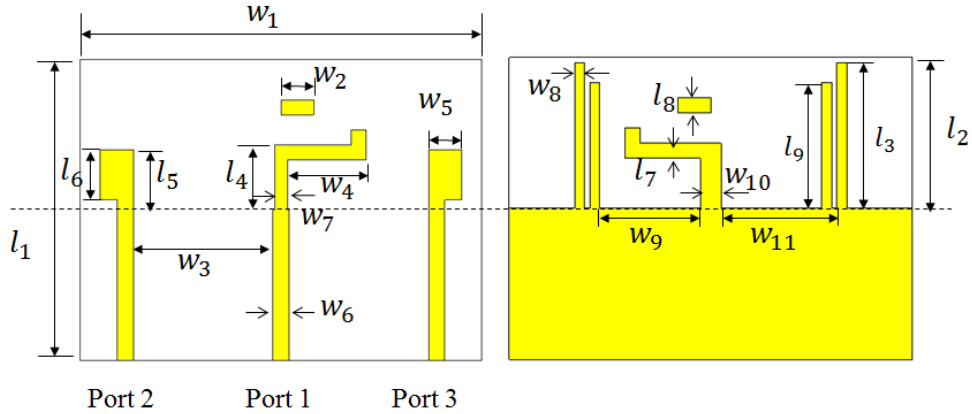 w₁
w₂
w₈
w₅
l₈
l₃
l₂
l₆
l₅
l₄
w₄
l₉
l₇
w₁₀
w₇
l₁
w₃
w₉
w₁₁
w₆
Port 2 Port 1 Port 3